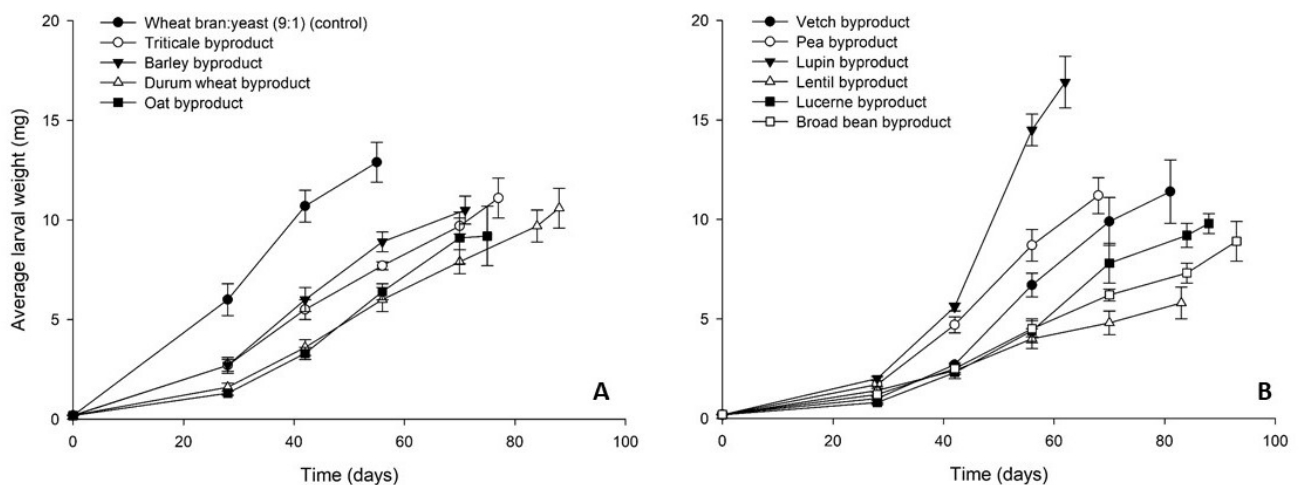 20
15
10
5
0
Average larval weight (mg)
Wheat bran:yeast (9:1) (control)
Triticale byproduct
Barley byproduct
Durum wheat byproduct
Oat byproduct
A
0 20 40 60 80 100
Time (days)
20
15
10
5
0
Vetch byproduct
Pea byproduct
Lupin byproduct
Lentil byproduct
Lucerne byproduct
Broad bean byproduct
B
0 20 40 60 80 100
Time (days)